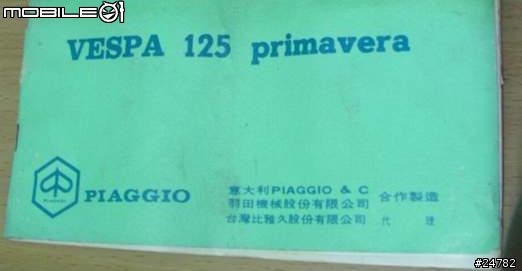 MOBILE01
VESPA 125 primavera
PIAGGIO
意大利PIAGGIO & C
羽田機械股份有限公司 合作製造
台灣比雅久股份有限公司 代 理
#24782